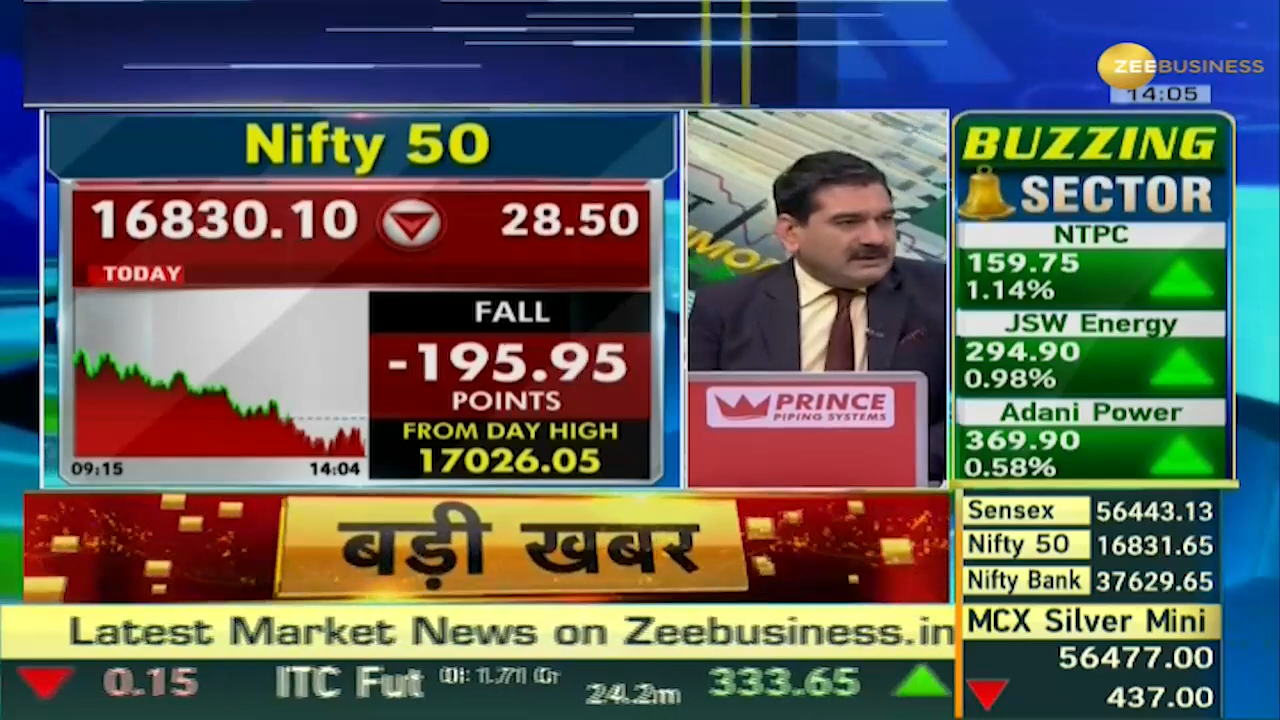 ZEEBUSINESS
14:05
Nifty 50
16830.10 28.50
TODAY
FALL
-195.95
POINTS
FROM DAY HIGH
17026.05
09:15 14:04
PRINCE
PIPING SYSTEMS
BUZZING
SECTOR
NTPC
159.75
1.14%
JSW Energy
294.90
0.98%
Adani Power
369.90
0.58%
बड़ी खबर
Sensex 56443.13
Nifty 50 16831.65
Nifty Bank 37629.65
MCX Silver Mini
56477.00
437.00
Latest Market News on Zeebusiness.in
0.15 ITC Fut 24.2m 333.65